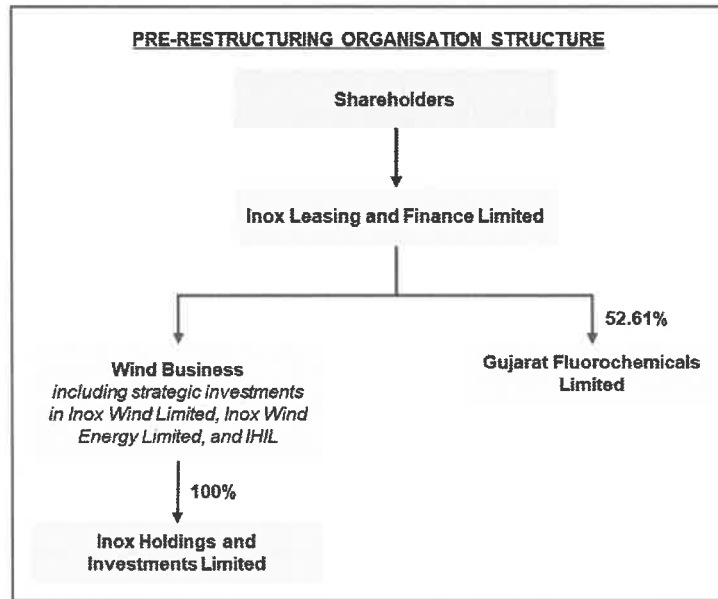 PRE-RESTRUCTURING ORGANISATION STRUCTURE
Shareholders
Inox Leasing and Finance Limited
52.61%
Wind Business
including strategic investments
in Inox Wind Limited, Inox Wind
Energy Limited, and IHIL
Gujarat Fluorochemicals
Limited
100%
Inox Holdings and
Investments Limited